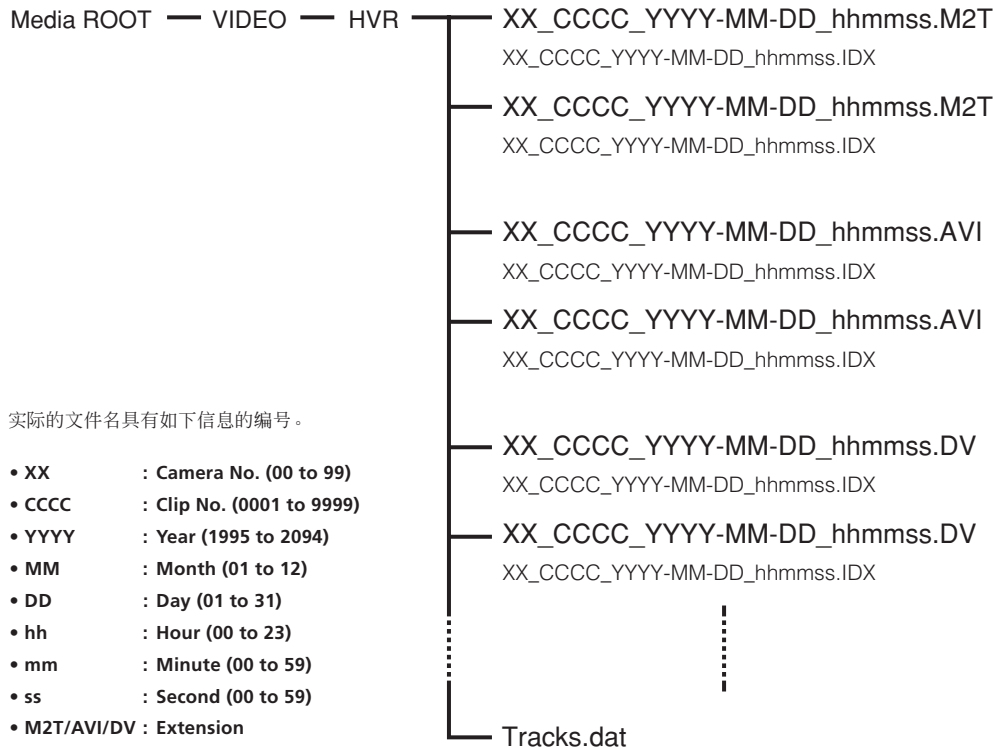 Media ROOT VIDEO HVR
XX_CCCC_YYYY-MM-DD_hhmmss.M2T
XX_CCCC_YYYY-MM-DD_hhmmss.IDX
XX_CCCC_YYYY-MM-DD_hhmmss.M2T
XX_CCCC_YYYY-MM-DD_hhmmss.IDX
XX_CCCC_YYYY-MM-DD_hhmmss.AVI
XX_CCCC_YYYY-MM-DD_hhmmss.IDX
XX_CCCC_YYYY-MM-DD_hhmmss.AVI
XX_CCCC_YYYY-MM-DD_hhmmss.IDX
XX_CCCC_YYYY-MM-DD_hhmmss.DV
XX_CCCC_YYYY-MM-DD_hhmmss.IDX
XX_CCCC_YYYY-MM-DD_hhmmss.DV
XX_CCCC_YYYY-MM-DD_hhmmss.IDX
Tracks.dat
实际的文件名具有如下信息的编号。
• XX : Camera No. (00 to 99)
• CCCC : Clip No. (0001 to 9999)
• YYYY : Year (1995 to 2094)
• MM : Month (01 to 12)
• DD : Day (01 to 31)
• hh : Hour (00 to 23)
• mm : Minute (00 to 59)
• ss : Second (00 to 59)
• M2T/AVI/DV : Extension